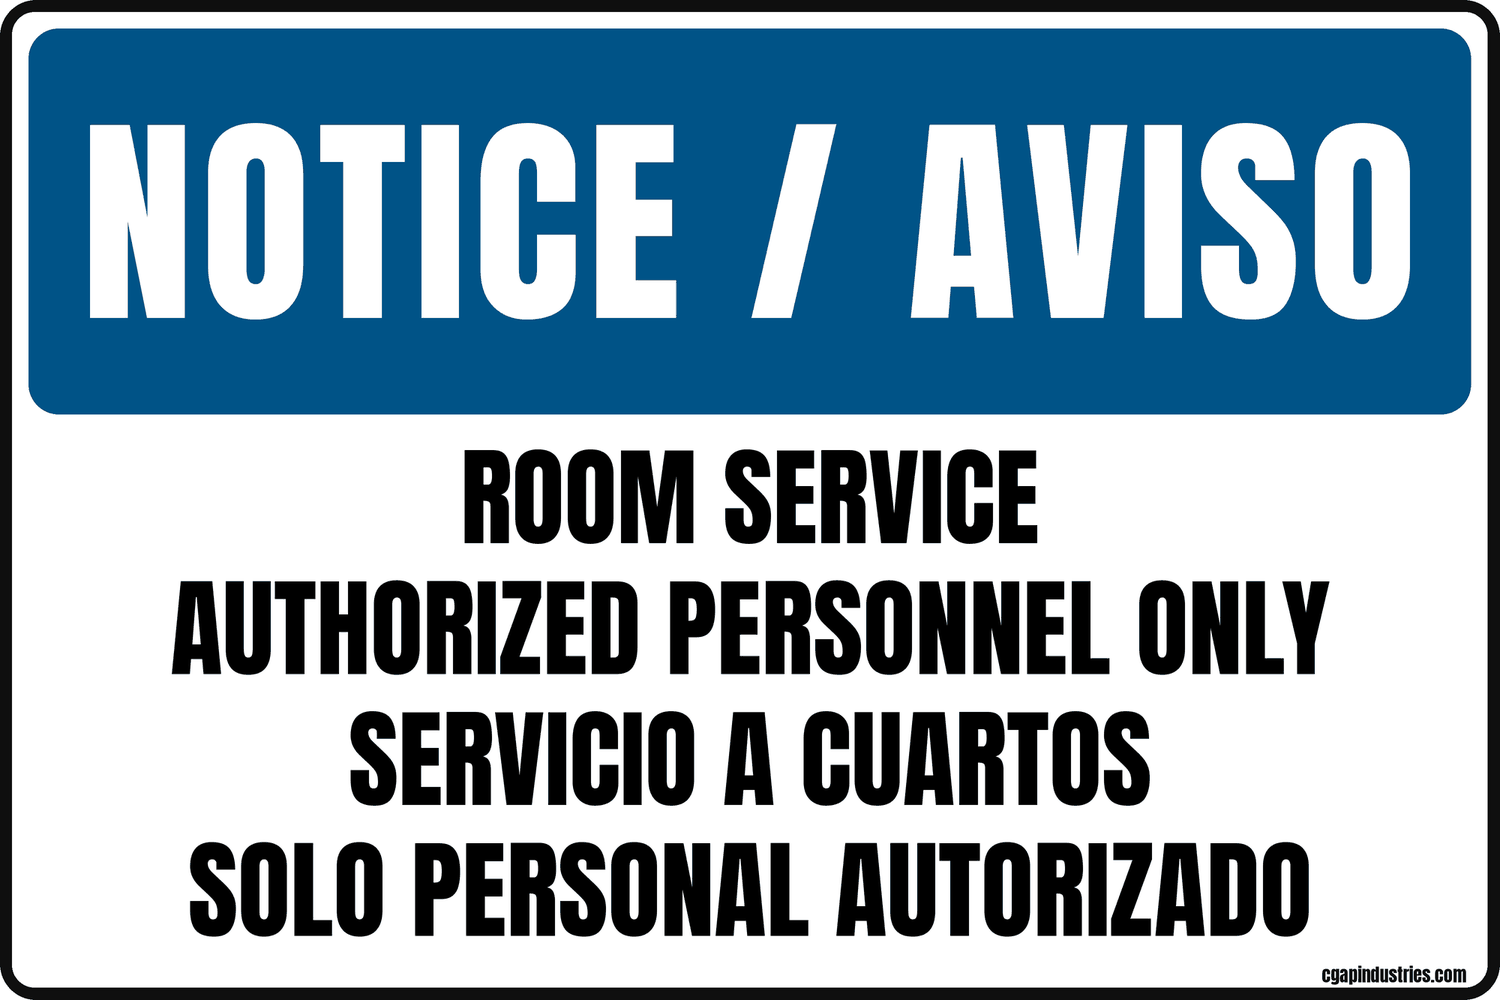 NOTICE / AVISO
ROOM SERVICE
AUTHORIZED PERSONNEL ONLY
SERVICIO A CUARTOS
SOLO PERSONAL AUTORIZADO
cgapindustries.com